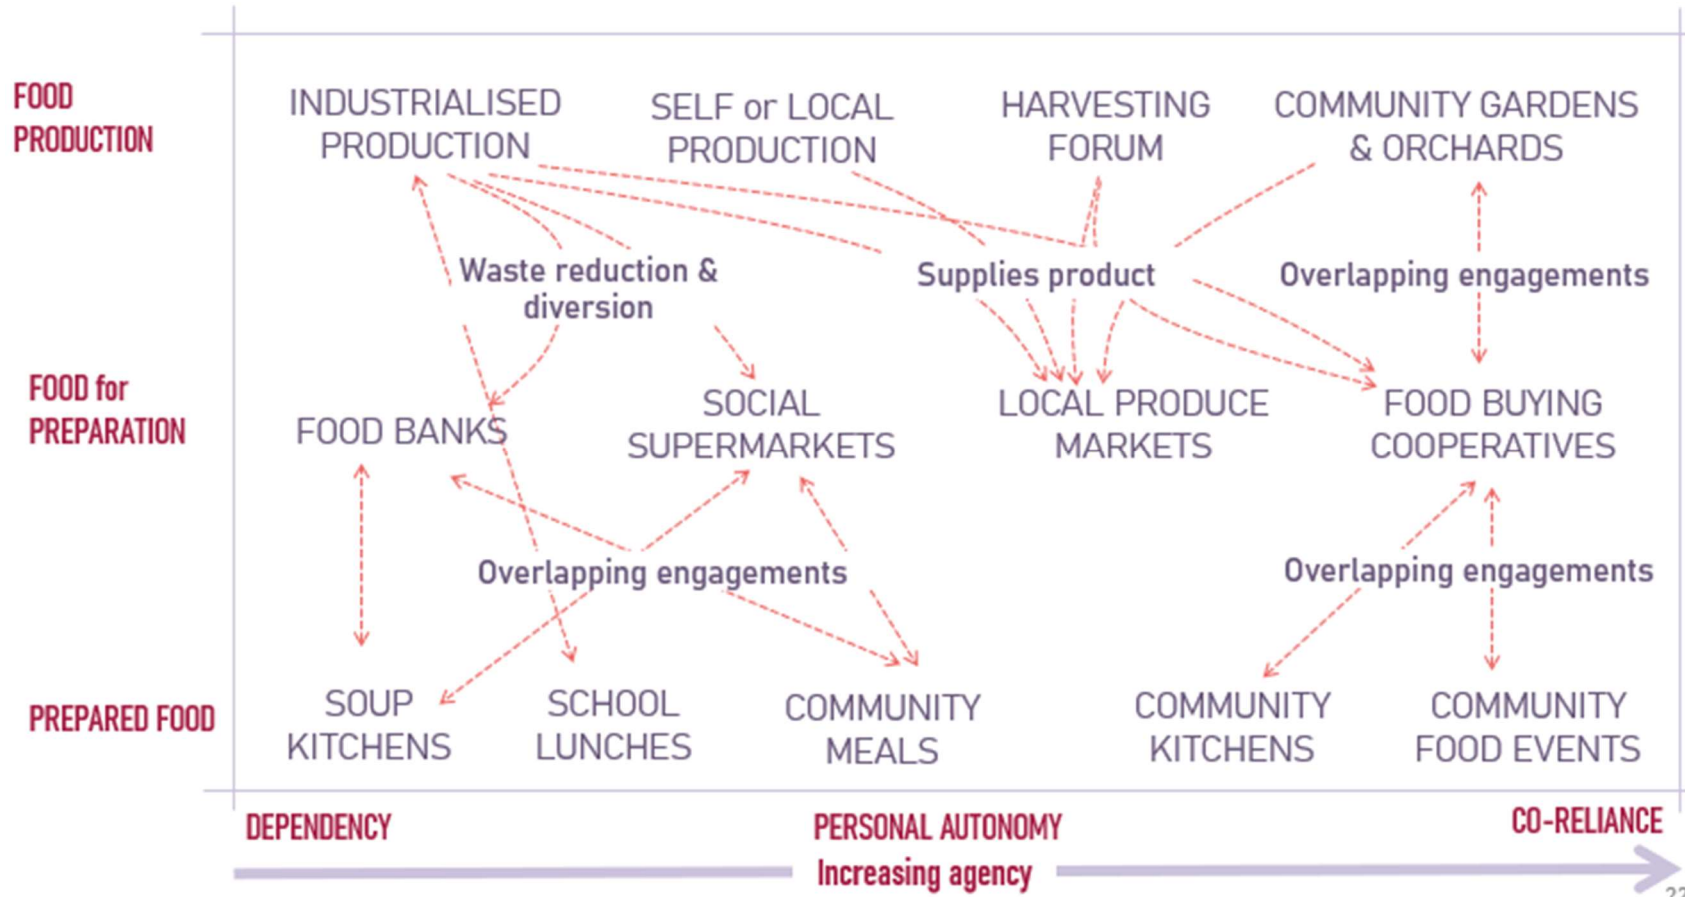 FOOD
PRODUCTION
INDUSTRIALISED
PRODUCTION
SELF or LOCAL
PRODUCTION
HARVESTING
FORUM
COMMUNITY GARDENS
& ORCHARDS
Waste reduction &
diversion
Supplies product
Overlapping engagements
FOOD for
PREPARATION
FOOD BANKS
SOCIAL
SUPERMARKETS
LOCAL PRODUCE
MARKETS
FOOD BUYING
COOPERATIVES
Overlapping engagements
Overlapping engagements
PREPARED FOOD
SOUP
KITCHENS
SCHOOL
LUNCHES
COMMUNITY
MEALS
COMMUNITY
KITCHENS
COMMUNITY
FOOD EVENTS
DEPENDENCY
PERSONAL AUTONOMY
CO-RELIANCE
Increasing agency